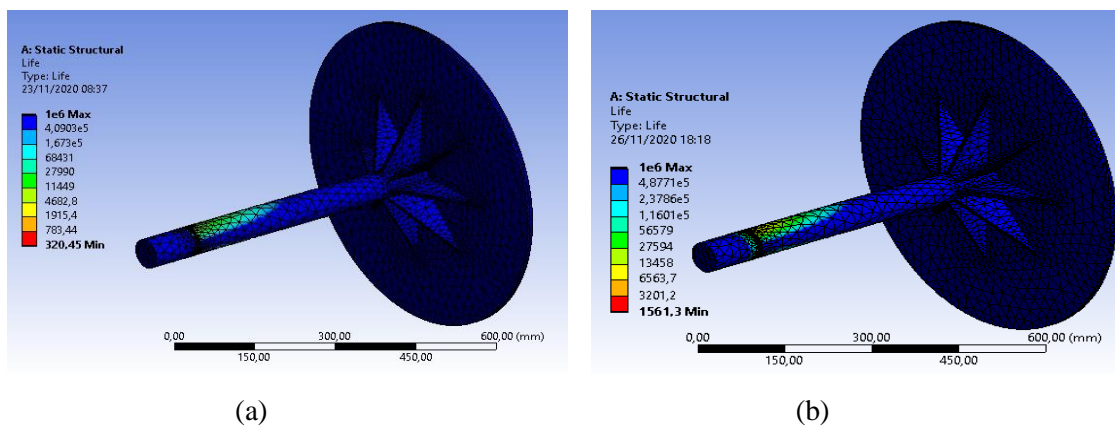 A: Static Structural
Life
Type: Life
23/11/2020 08:37
1e6 Max
4,0903e5
1,673e5
68431
27990
11449
4682,8
1915,4
783,44
320,45 Min
0,00 300,00 600,00 (mm)
150,00 450,00
(a)
A: Static Structural
Life
Type: Life
26/11/2020 18:18
1e6 Max
4,8771e5
2,3786e5
1,1601e5
56579
27594
13458
6563,7
3201,2
1561,3 Min
0,00 300,00 600,00 (mm)
150,00 450,00
(b)